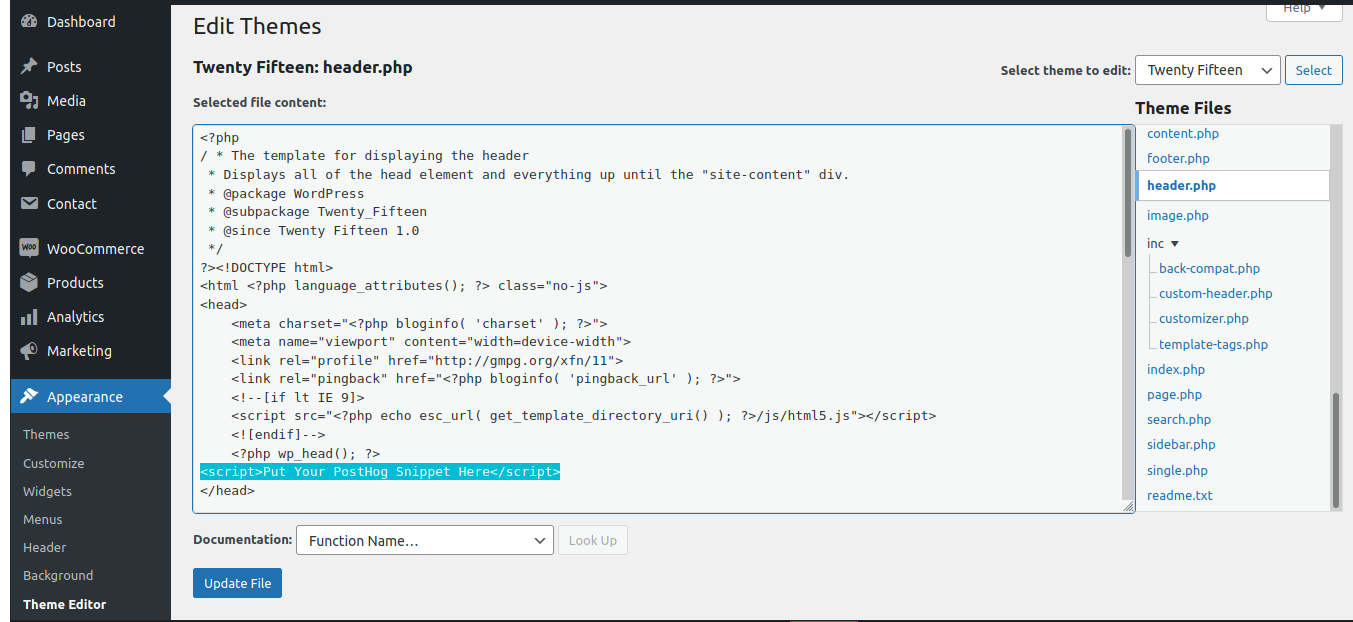 Dashboard
Posts
Media
Pages
Comments
Contact
WOO WooCommerce
Products
Analytics
Marketing
Appearance
Themes
Customize
Widgets
Menus
Header
Background
Theme Editor
Help
Edit Themes
Twenty Fifteen: header.php
Select theme to edit: Twenty Fifteen Select
Selected file content:
<?php
/ * The template for displaying the header
 * Displays all of the head element and everything up until the "site-content" div.
 * @package WordPress
 * @subpackage Twenty_Fifteen
 * @since Twenty Fifteen 1.0
 */
?><!DOCTYPE html>
<html <?php language_attributes(); ?> class="no-js">
<head>
    <meta charset="<?php bloginfo( 'charset' ); ?>">
    <meta name="viewport" content="width=device-width">
    <link rel="profile" href="http://gmpg.org/xfn/11">
    <link rel="pingback" href="<?php bloginfo( 'pingback_url' ); ?>">
    <!--[if lt IE 9]>
    <script src="<?php echo esc_url( get_template_directory_uri() ); ?>/js/html5.js"></script>
    <![endif]-->
    <?php wp_head(); ?>
<script>Put Your PostHog Snippet Here</script>
</head>
Theme Files
content.php
footer.php
header.php
image.php
inc
back-compat.php
custom-header.php
customizer.php
template-tags.php
index.php
page.php
search.php
sidebar.php
single.php
readme.txt
Documentation: Function Name... Look Up
Update File